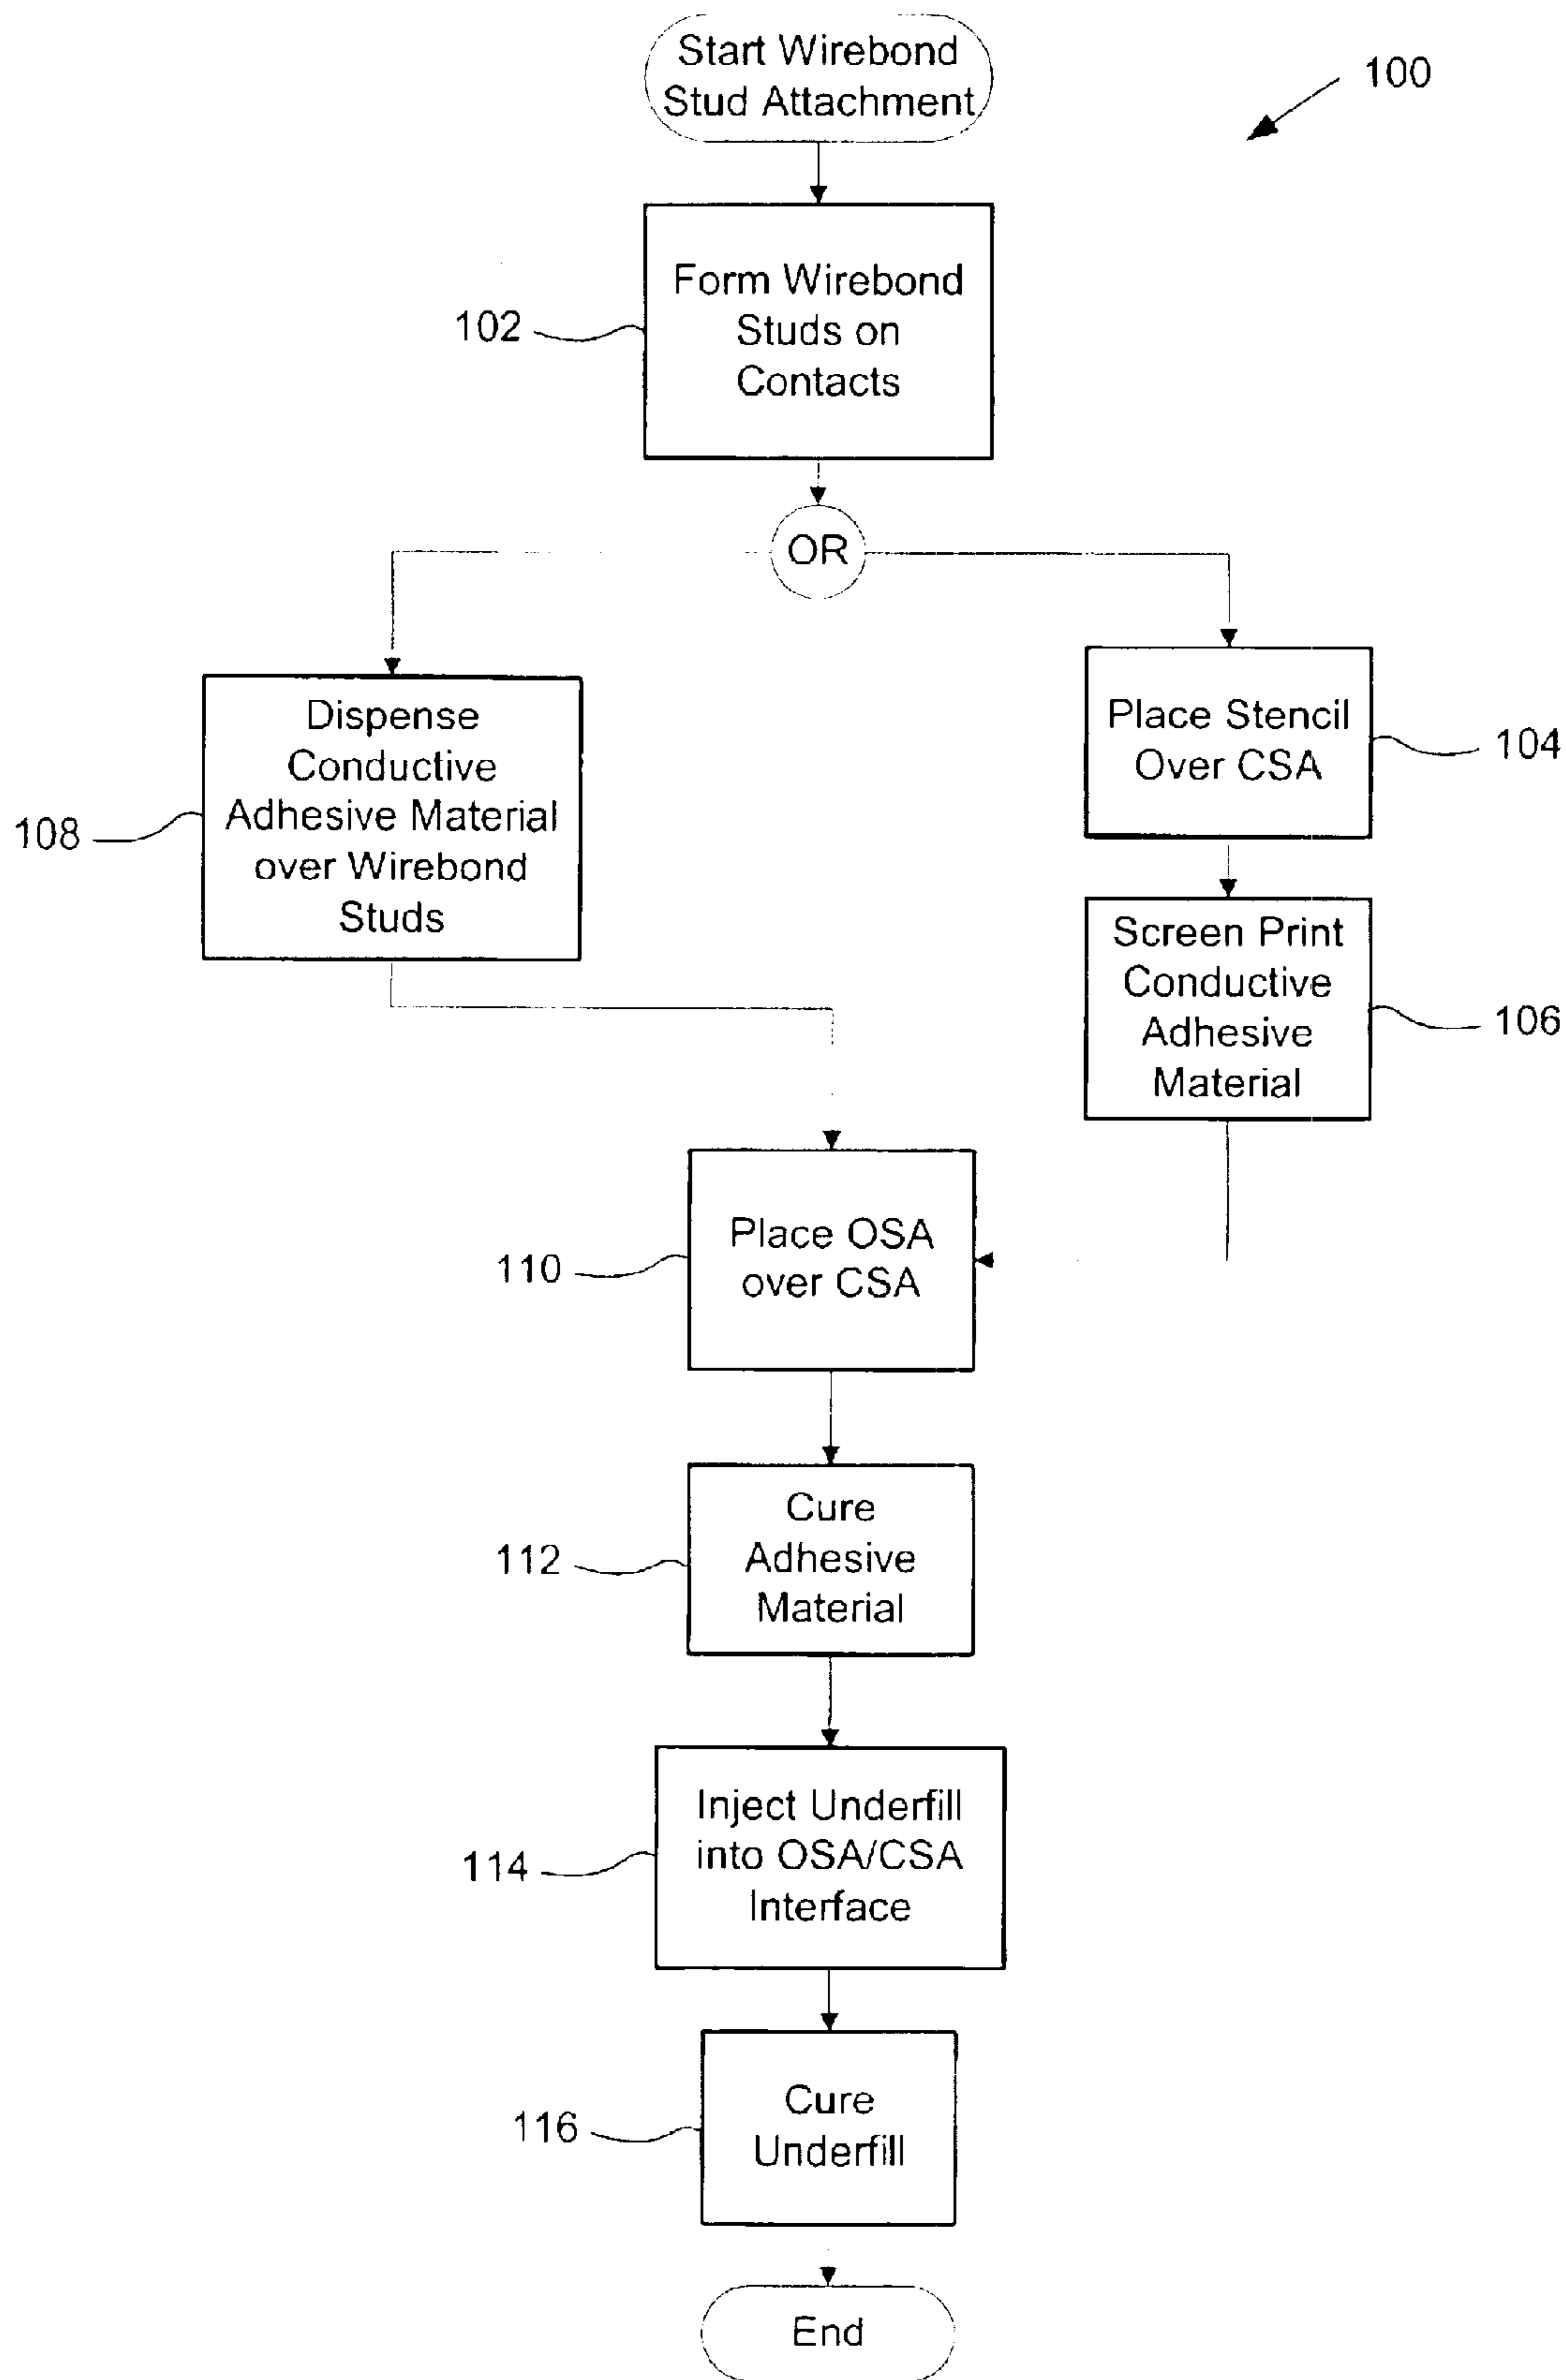 Start Wirebond
Stud Attachment
100
Form Wirebond
Studs on
Contacts
102
OR
Dispense
Conductive
Adhesive Material
over Wirebond
Studs
108
Place Stencil
Over CSA
104
Screen Print
Conductive
Adhesive
Material
106
Place OSA
over CSA
110
Cure
Adhesive
Material
112
Inject Underfill
into OSA/CSA
Interface
114
Cure
Underfill
116
End